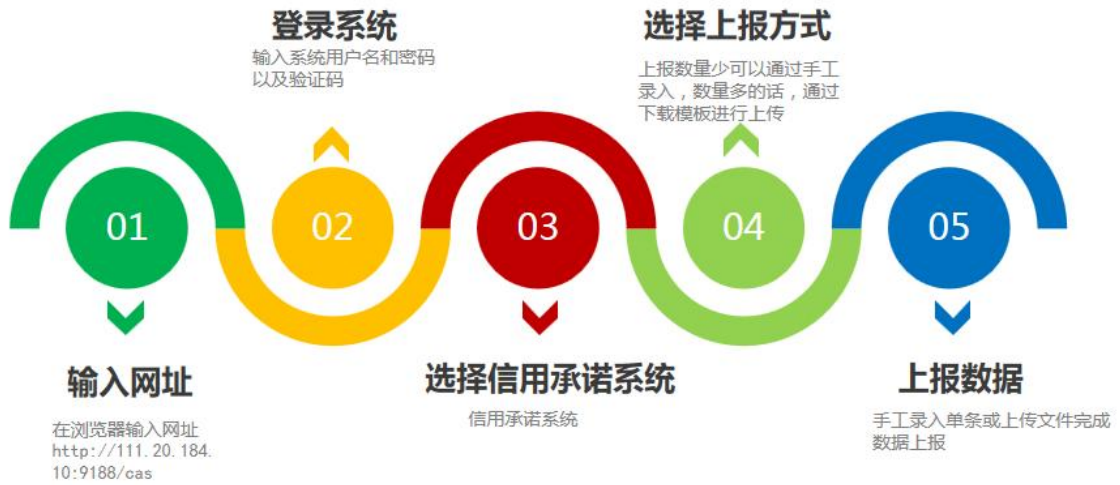 登录系统
输入系统用户名和密码
以及验证码
选择上报方式
上报数量少可以通过手工
录入，数量多的话，通过
下载模板进行上传
01
02
03
04
05
输入网址
在浏览器输入网址
http://111.20.184.
10:9188/cas
选择信用承诺系统
信用承诺系统
上报数据
手工录入单条或上传文件完成
数据上报